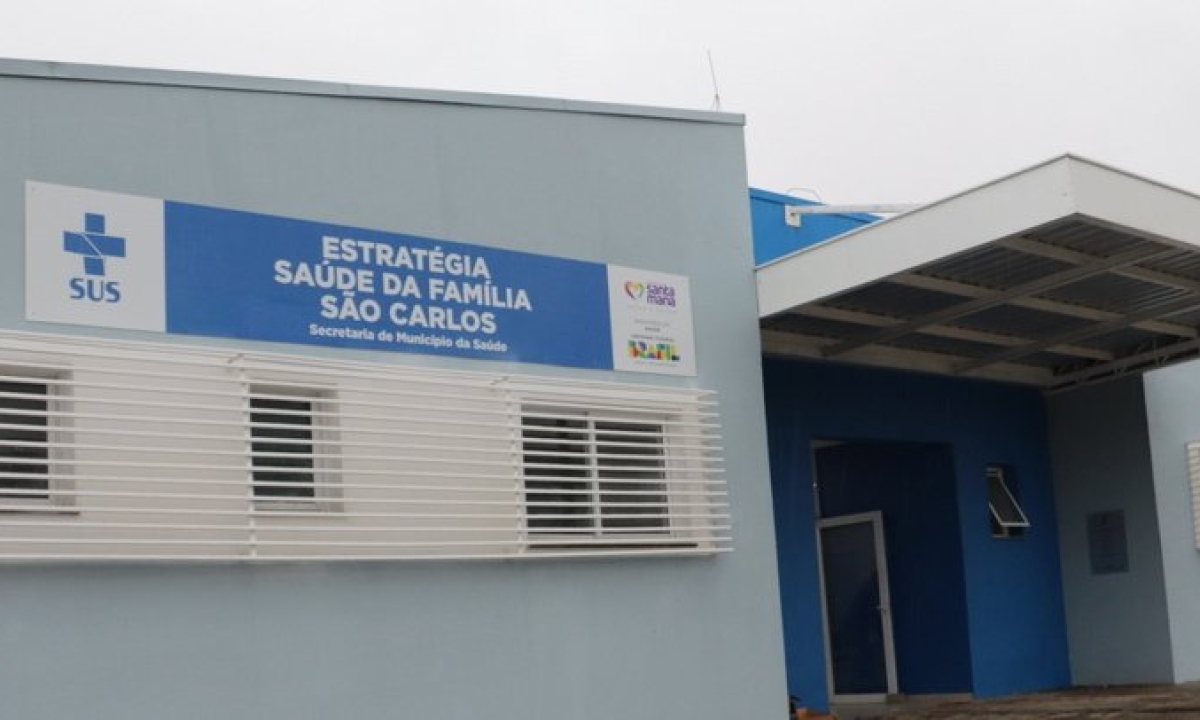 SUS
ESTRATÉGIA
SAÚDE DA FAMÍLIA
SÃO CARLOS
Secretaria de Município da Saúde
santa
maria
BRASIL